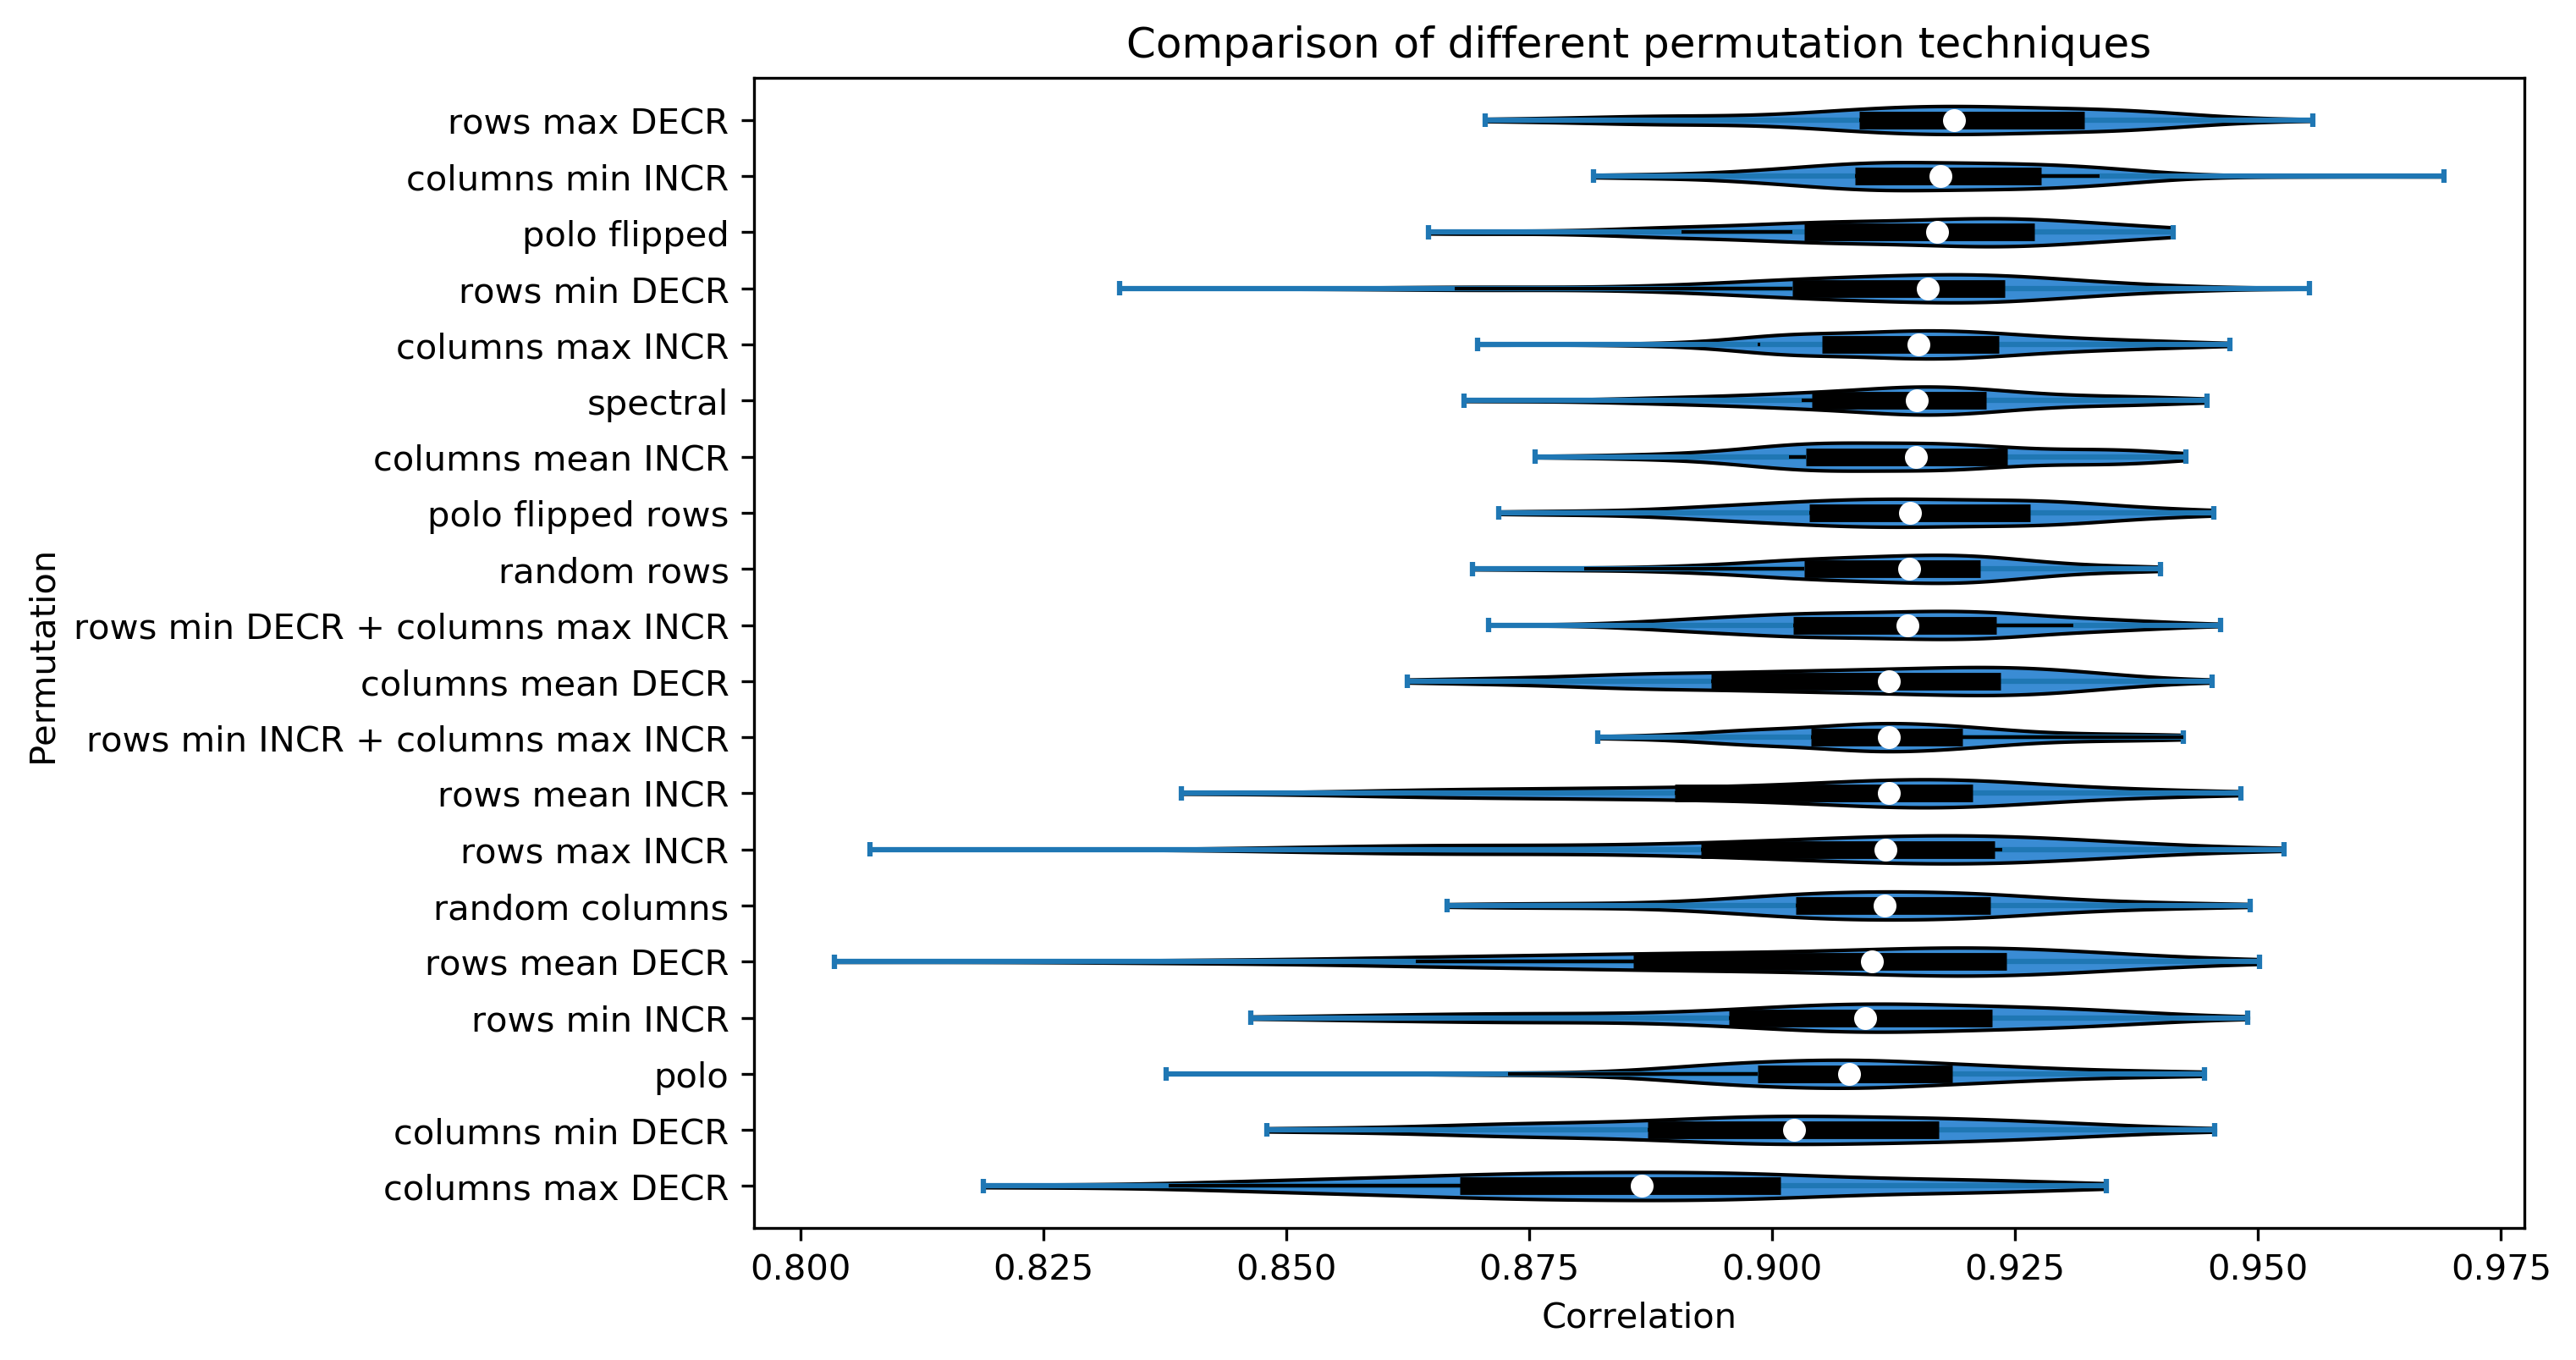 Comparison of different permutation techniques
Permutation
rows max DECR
columns min INCR
polo flipped
rows min DECR
columns max INCR
spectral
columns mean INCR
polo flipped rows
random rows
rows min DECR + columns max INCR
columns mean DECR
rows min INCR + columns max INCR
rows mean INCR
rows max INCR
random columns
rows mean DECR
rows min INCR
polo
columns min DECR
columns max DECR
0.800 0.825 0.850 0.875 0.900 0.925 0.950 0.975
Correlation